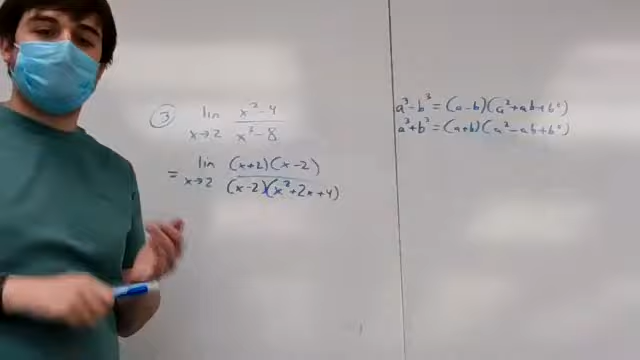 ③ lim x→2 x²-4 / x³-8
= lim x→2 (x+2)(x-2) / (x-2)(x²+2x+4)
a³-b³ = (a-b)(a²+ab+b²)
a³+b³ = (a+b)(a²-ab+b²)